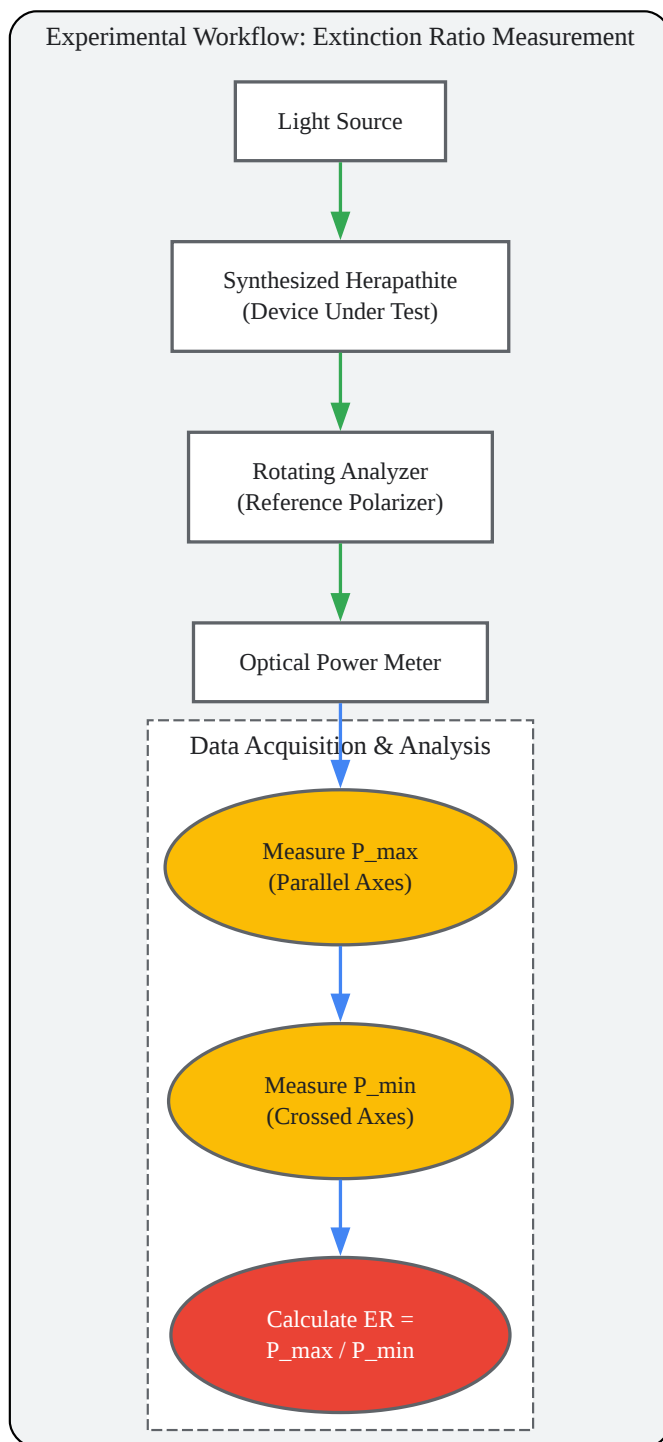 Experimental Workflow: Extinction Ratio Measurement
Light Source
Synthesized Herapathite
(Device Under Test)
Rotating Analyzer
(Reference Polarizer)
Optical Power Meter
Data Acquisition & Analysis
Measure P_max
(Parallel Axes)
Measure P_min
(Crossed Axes)
Calculate ER =
P_max / P_min